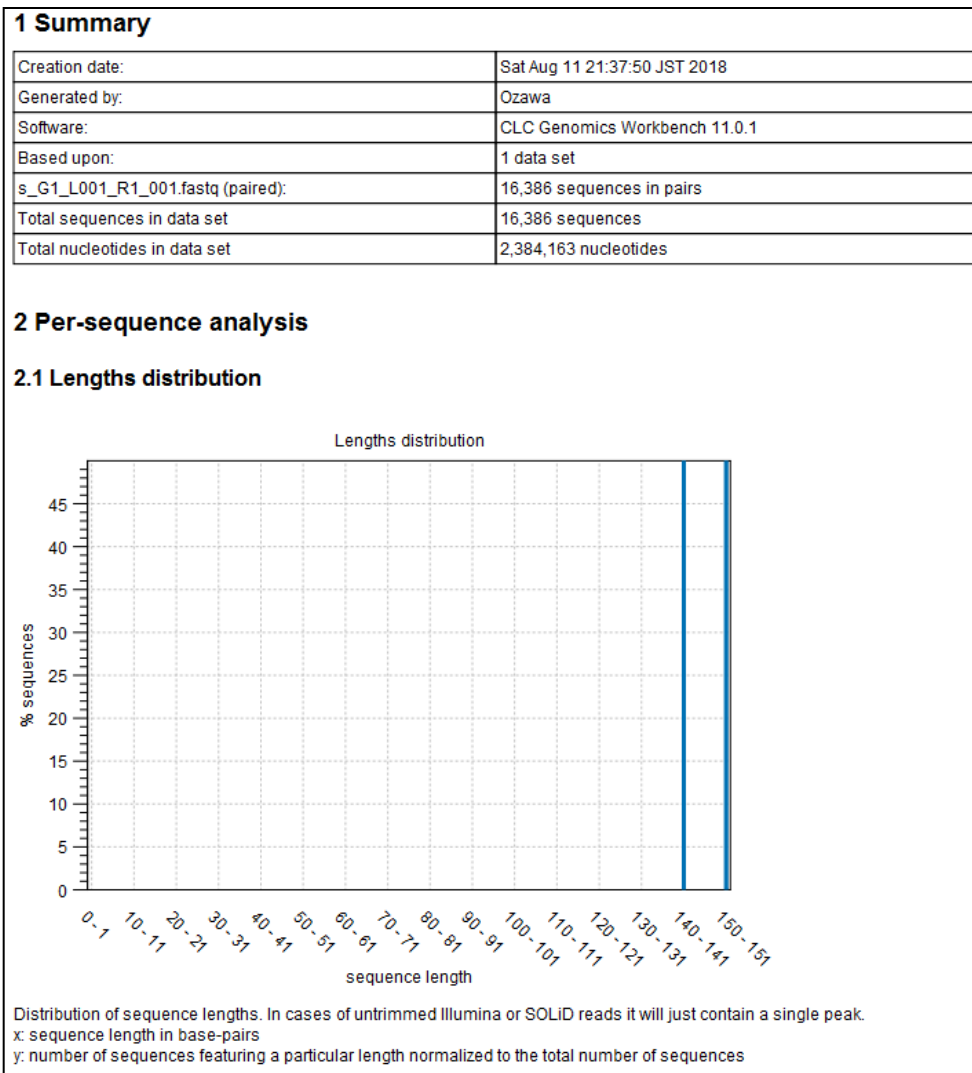 1 Summary
Creation date: Sat Aug 11 21:37:50 JST 2018
Generated by: Ozawa
Software: CLC Genomics Workbench 11.0.1
Based upon: 1 data set
s_G1_L001_R1_001.fastq (paired): 16,386 sequences in pairs
Total sequences in data set 16,386 sequences
Total nucleotides in data set 2,384,163 nucleotides
2 Per-sequence analysis
2.1 Lengths distribution
Lengths distribution
% sequences
45
40
35
30
25
20
15
10
5
0
0 - 1 10 - 11 20 - 21 30 - 31 40 - 41 50 - 51 60 - 61 70 - 71 80 - 81 90 - 91 100 - 101 110 - 111 120 - 121 130 - 131 140 - 141 150 - 151
sequence length
Distribution of sequence lengths. In cases of untrimmed Illumina or SOLiD reads it will just contain a single peak.
x: sequence length in base-pairs
y: number of sequences featuring a particular length normalized to the total number of sequences